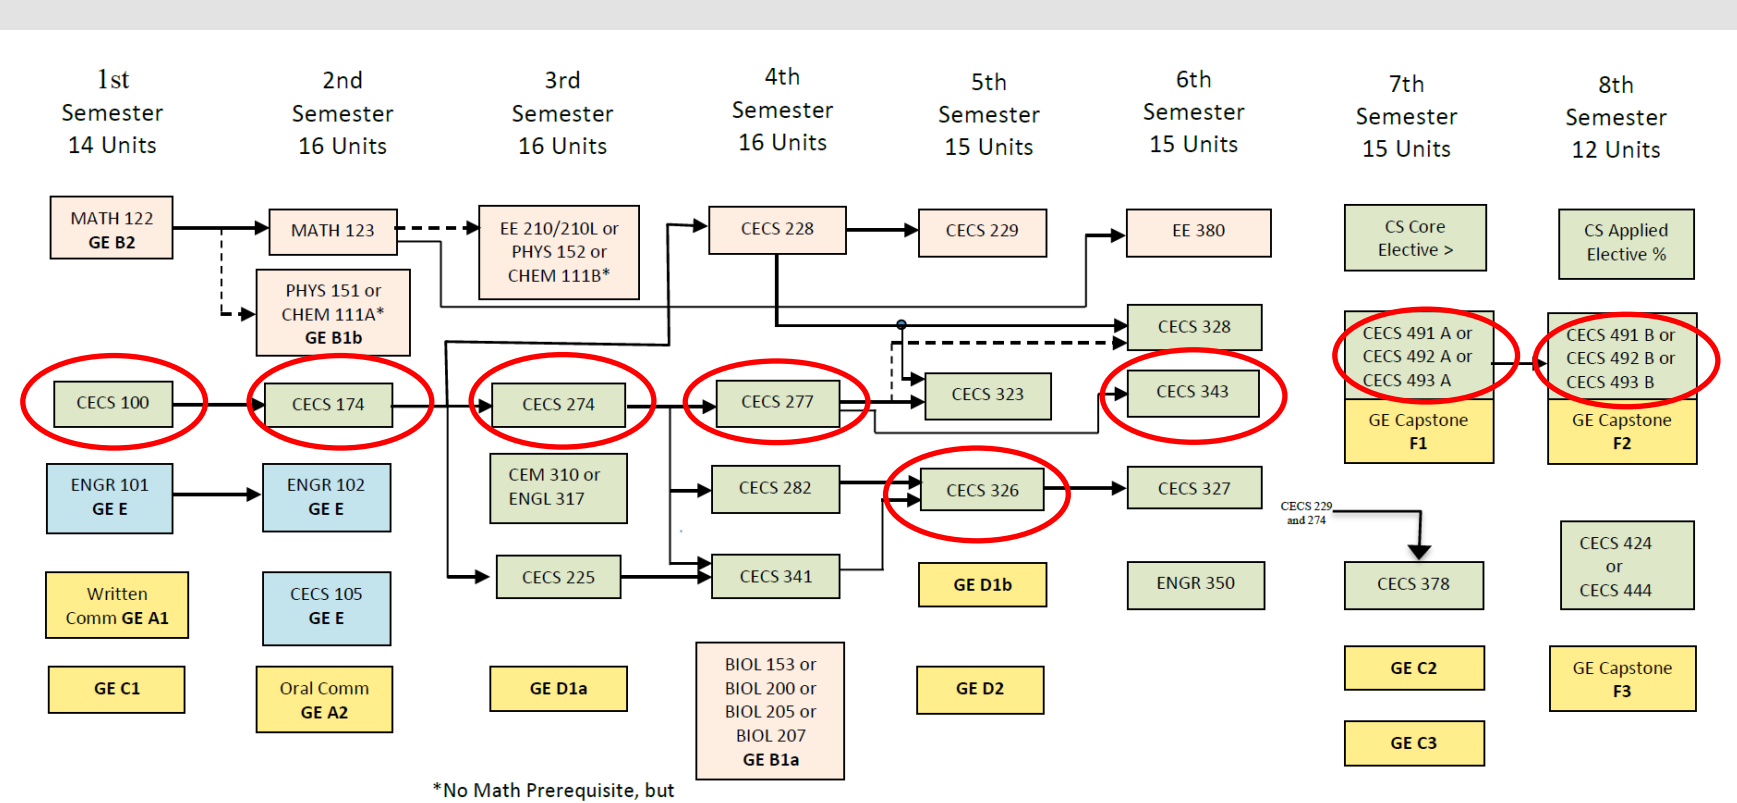 1st
Semester
14 Units
2nd
Semester
16 Units
3rd
Semester
16 Units
4th
Semester
16 Units
5th
Semester
15 Units
6th
Semester
15 Units
7th
Semester
15 Units
8th
Semester
12 Units
MATH 122
GE B2
MATH 123
EE 210/210L or
PHYS 152 or
CHEM 111B*
CECS 228
CECS 229
EE 380
CS Core
Elective >
CS Applied
Elective %
PHYS 151 or
CHEM 111A*
GE B1b
CECS 328
CECS 491 A or
CECS 492 A or
CECS 493 A
CECS 491 B or
CECS 492 B or
CECS 493 B
CECS 100
CECS 174
CECS 274
CECS 277
CECS 323
CECS 343
GE Capstone
F1
GE Capstone
F2
ENGR 101
GE E
ENGR 102
GE E
CEM 310 or
ENGL 317
CECS 282
CECS 326
CECS 327
CECS 229
and 274
CECS 225
CECS 341
GE D1b
ENGR 350
CECS 378
CECS 424
or
CECS 444
Written
Comm GE A1
CECS 105
GE E
GE C1
Oral Comm
GE A2
GE D1a
BIOL 153 or
BIOL 200 or
BIOL 205 or
BIOL 207
GE B1a
GE D2
GE C2
GE Capstone
F3
GE C3
*No Math Prerequisite, but